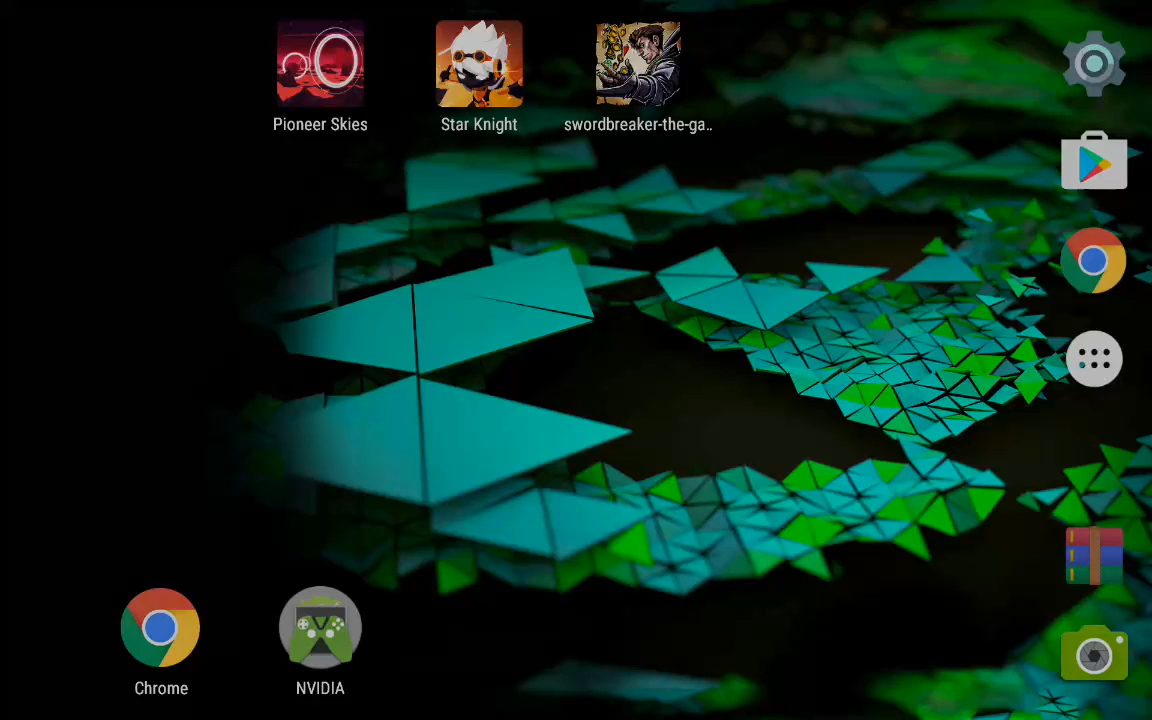 Pioneer Skies
Star Knight
swordbreaker-the-ga..
Chrome
NVIDIA